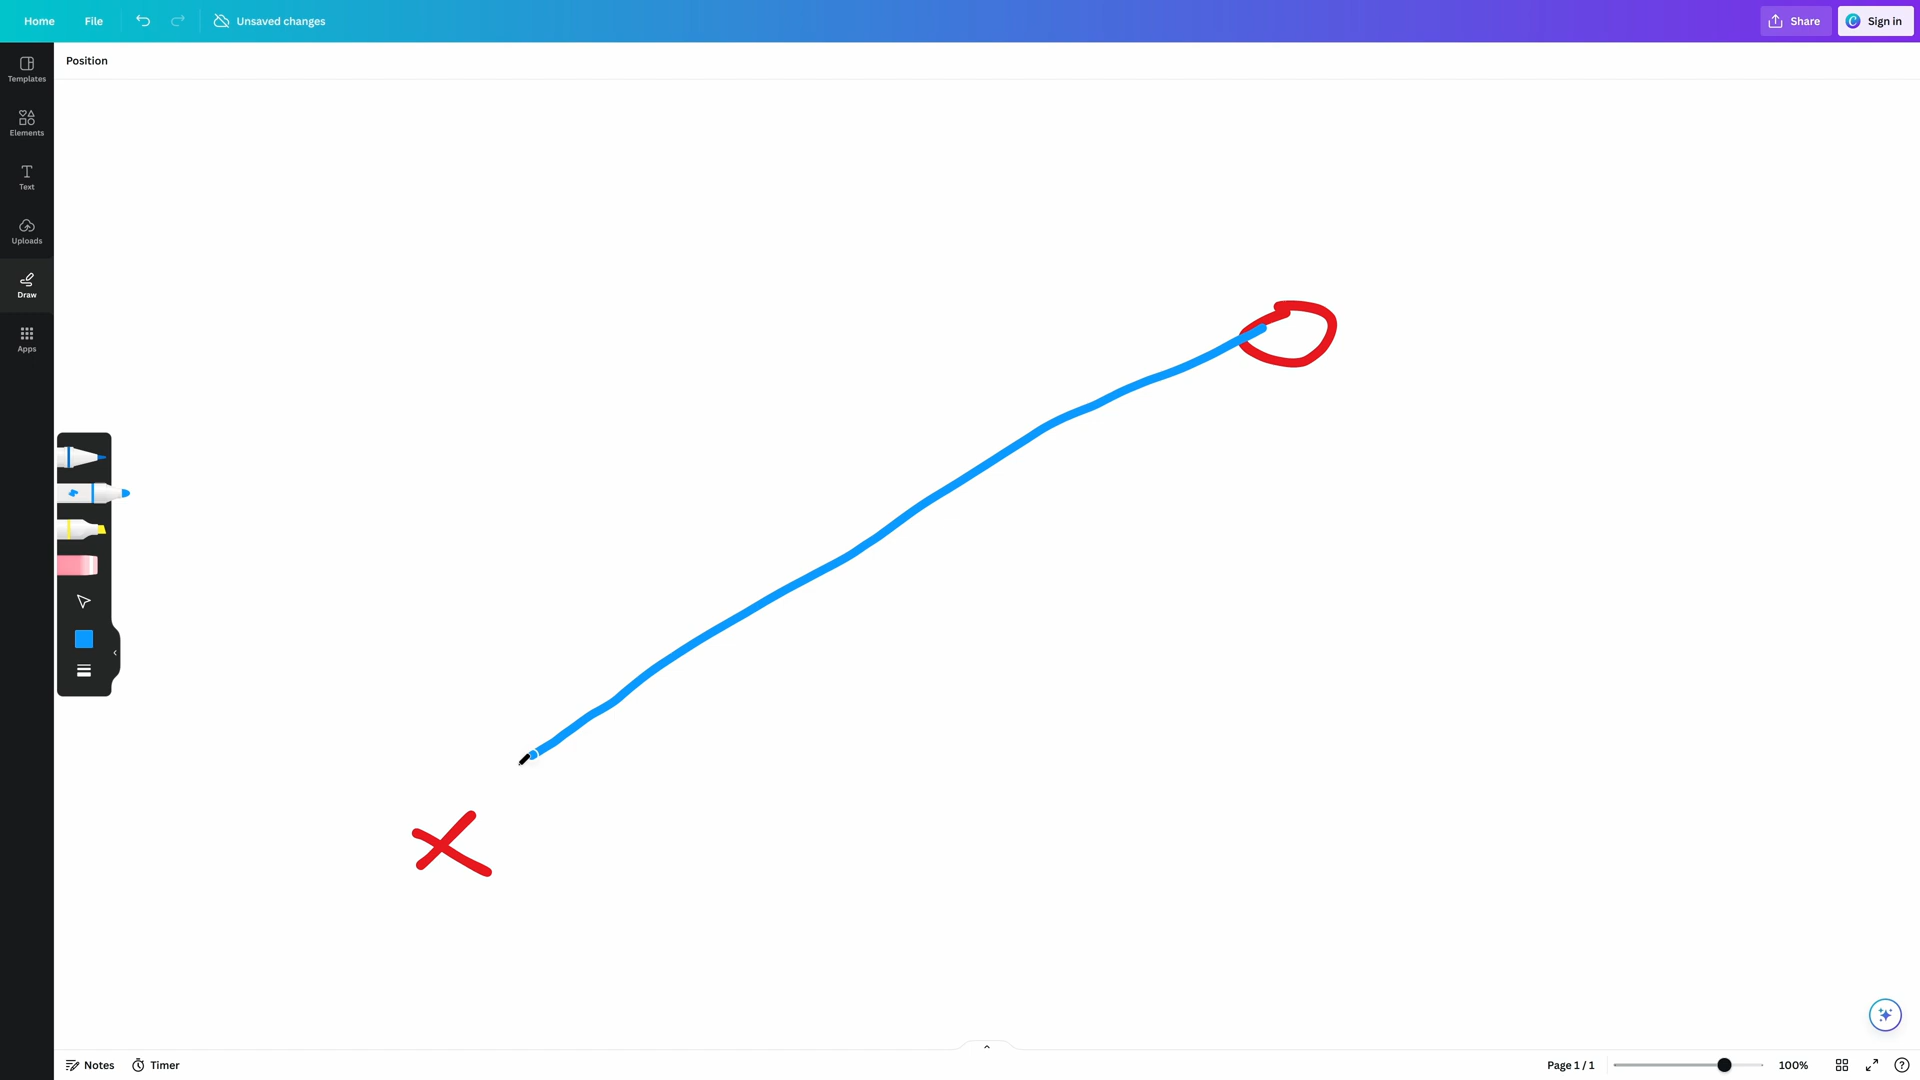 Home File Unsaved changes Share Sign in
Position
Templates
Elements
Text
Uploads
Draw
Apps
Notes Timer Page 1 / 1 100%